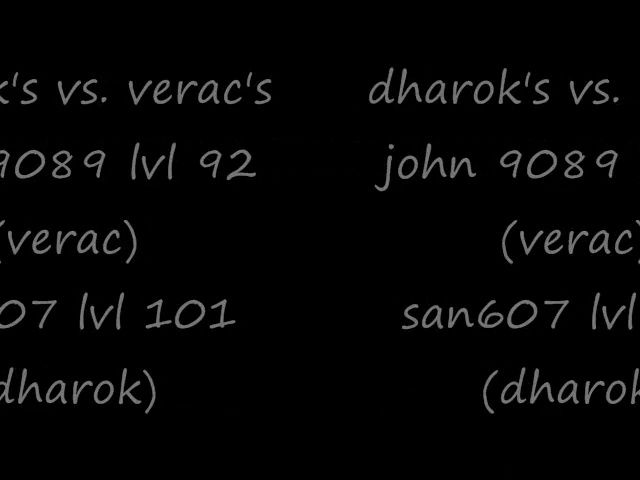 k's vs. verac's dharok's vs.
9089 lvl 92 john 9089
(verac) (verac)
07 lvl 101 san607 lvl
dharok) (dharok